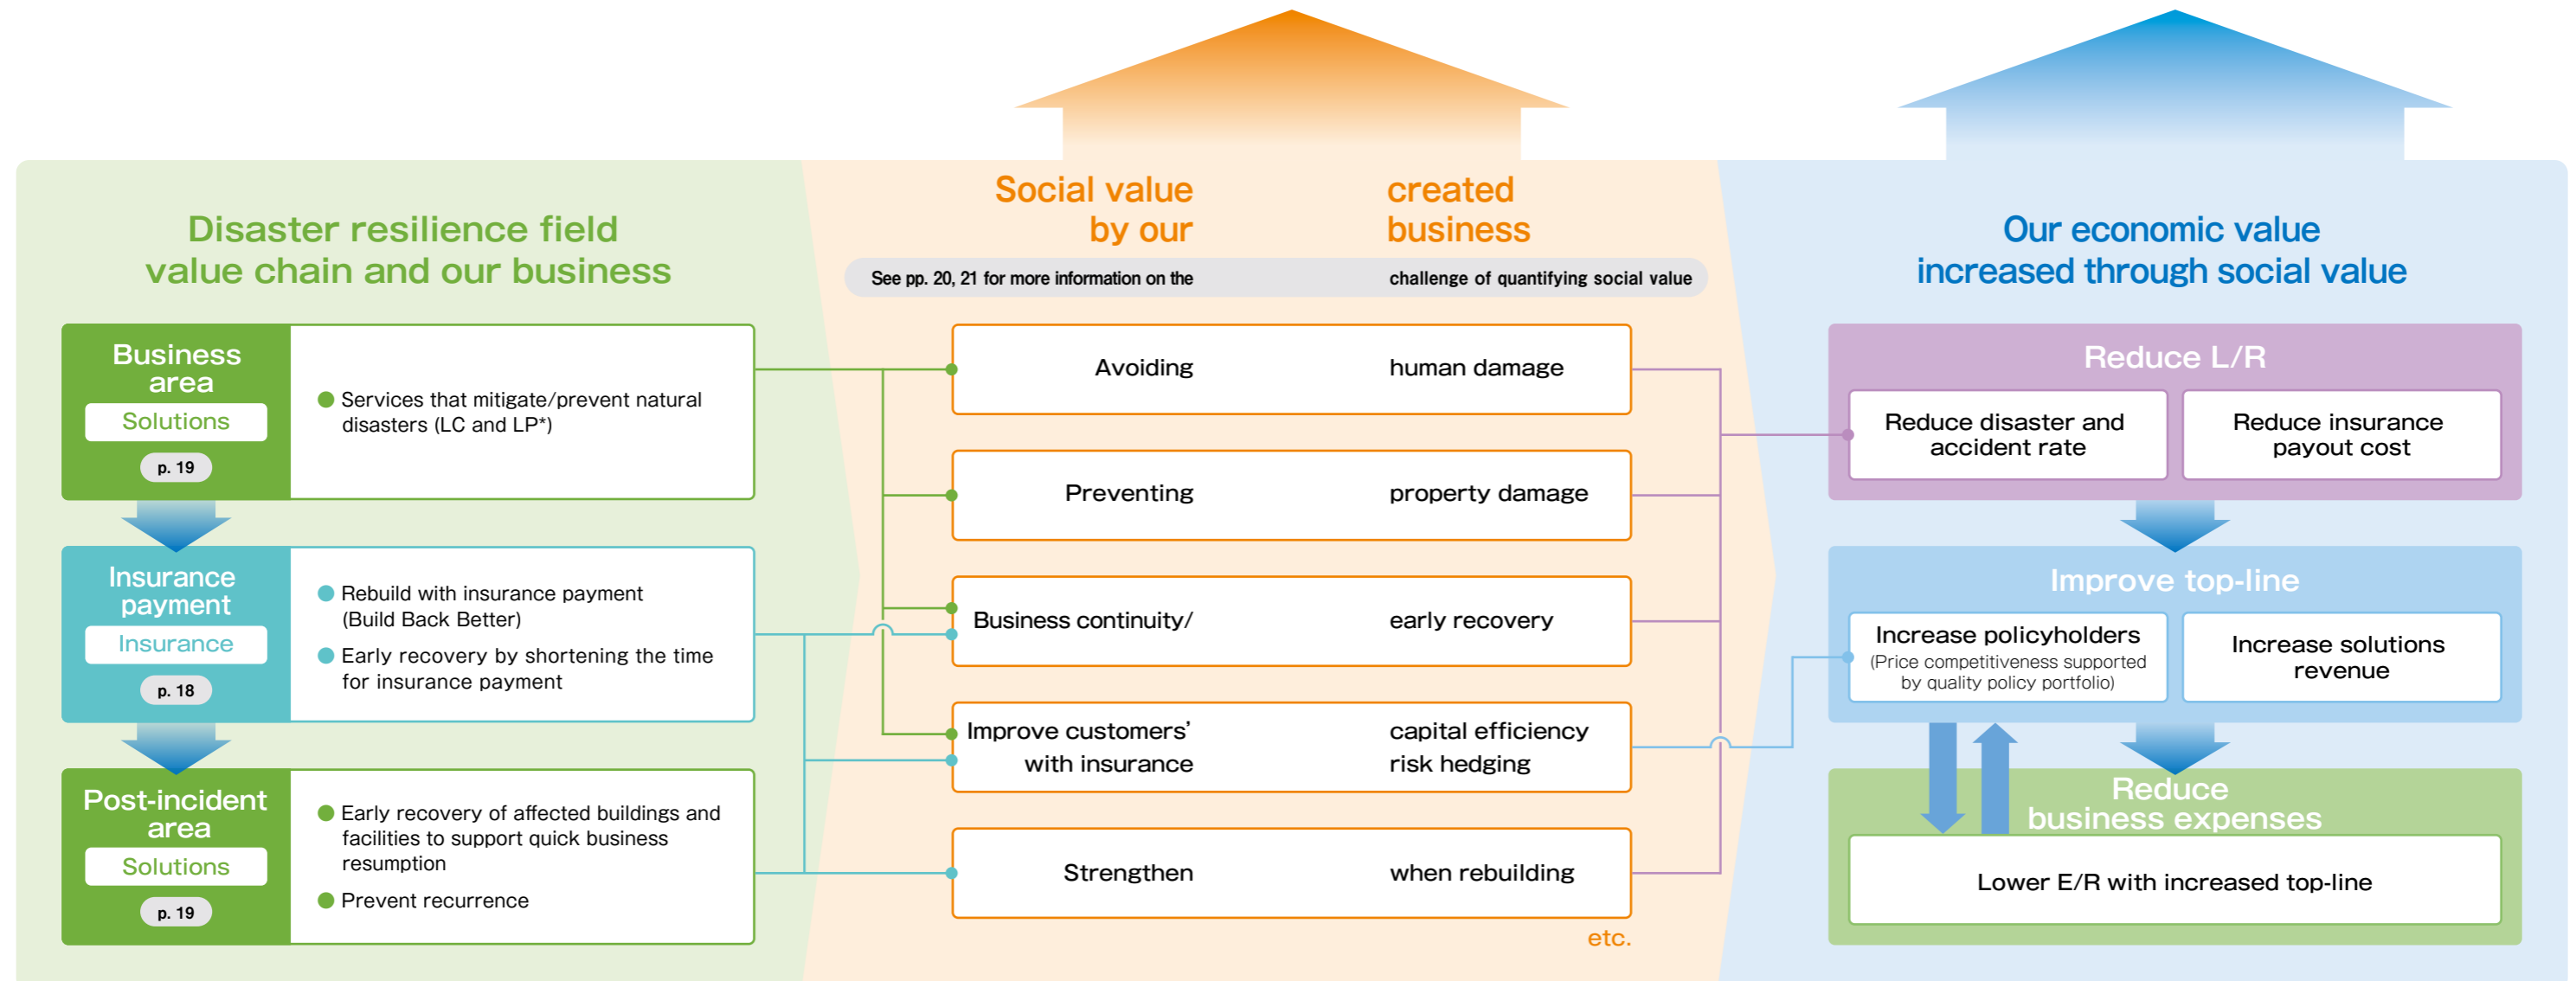 Disaster resilience field
value chain and our business
Business
area
Solutions
p. 19
● Services that mitigate/prevent natural
disasters (LC and LP*)
Insurance
payment
Insurance
p. 18
● Rebuild with insurance payment
(Build Back Better)
● Early recovery by shortening the time
for insurance payment
Post-incident
area
Solutions
p. 19
● Early recovery of affected buildings and
facilities to support quick business
resumption
● Prevent recurrence
Social value created
by our business
See pp. 20, 21 for more information on the challenge of quantifying social value
Avoiding human damage
Preventing property damage
Business continuity/ early recovery
Improve customers' capital efficiency
with insurance risk hedging
Strengthen when rebuilding
etc.
Our economic value
increased through social value
Reduce L/R
Reduce disaster and
accident rate
Reduce insurance
payout cost
Improve top-line
Increase policyholders
(Price competitiveness supported
by quality policy portfolio)
Increase solutions
revenue
Reduce
business expenses
Lower E/R with increased top-line